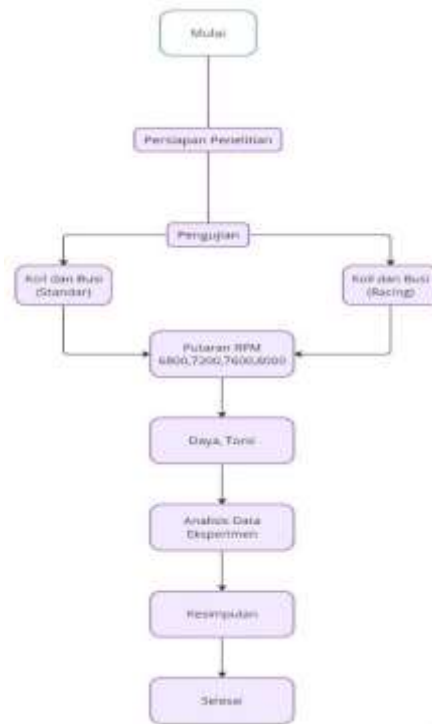 Mulai
Persiapan Penelitian
Pengujian
Koil dan Busi
(Standar)
Koil dan Busi
(Racing)
Putaran RPM
6800,7200,7600,8000
Daya, Torsi
Analisis Data
Eksperimen
Kesimpulan
Selesai